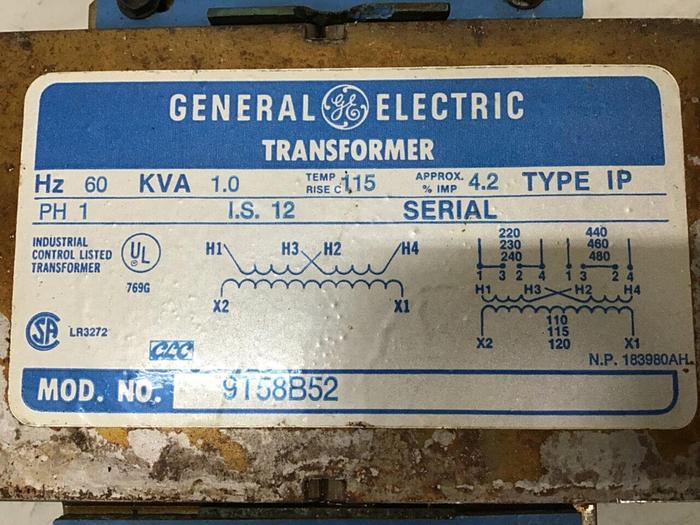 GENERAL GE ELECTRIC
TRANSFORMER
Hz 60 KVA 1.0 TEMP RISE C 115 APPROX. % IMP 4.2 TYPE IP
PH 1 I.S. 12 SERIAL
INDUSTRIAL
CONTROL LISTED
TRANSFORMER
UL
769G
SA LR3272
CLC
H1 H3 H2 H4
X2 X1
220 440
230 460
240 480
1 3 2 4 1 3 2 4
H1 H3 H2 H4
110
115
120
X2 X1
N.P. 183980AH
MOD. NO. 9T58B52